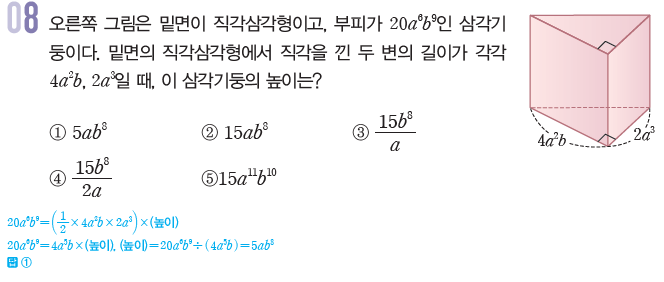 08 오른쪽 그림은 밑면이 직각삼각형이고, 부피가 20a⁶b⁹인 삼각기
둥이다. 밑면의 직각삼각형에서 직각을 낀 두 변의 길이가 각각
4a²b, 2a³일 때, 이 삼각기둥의 높이는?
① 5ab⁸ ② 15ab⁸ ③ 15b⁸/a
④ 15b⁸/2a ⑤15a¹¹b¹⁰
4a²b 2a³
20a⁶b⁹=(1/2×4a²b×2a³)×(높이)
20a⁶b⁹=4a⁵b×(높이), (높이)=20a⁶b⁹÷(4a⁵b)=5ab⁸
답 ①